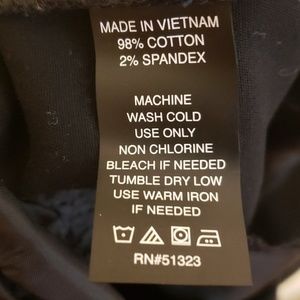 MADE IN VIETNAM
98% COTTON
2% SPANDEX
MACHINE
WASH COLD
USE ONLY
NON CHLORINE
BLEACH IF NEEDED
TUMBLE DRY LOW
USE WARM IRON
IF NEEDED
RN#51323